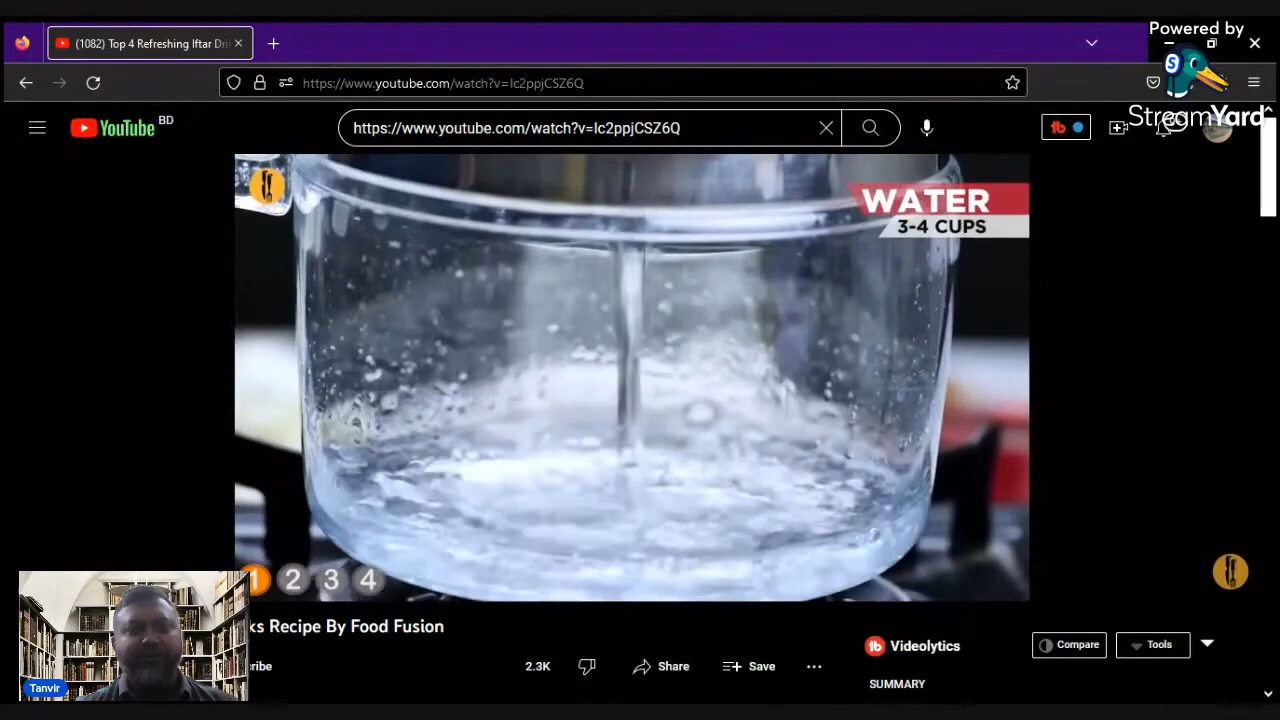 Powered by
StreamYard
(1082) Top 4 Refreshing Iftar Dri
https://www.youtube.com/watch?v=Ic2ppjCSZ6Q
YouTube BD
https://www.youtube.com/watch?v=Ic2ppjCSZ6Q
WATER
3-4 CUPS
1 2 3 4
ks Recipe By Food Fusion
Videolytics
Compare
Tools
ribe
2.3K
Share
Save
SUMMARY
Tanvir